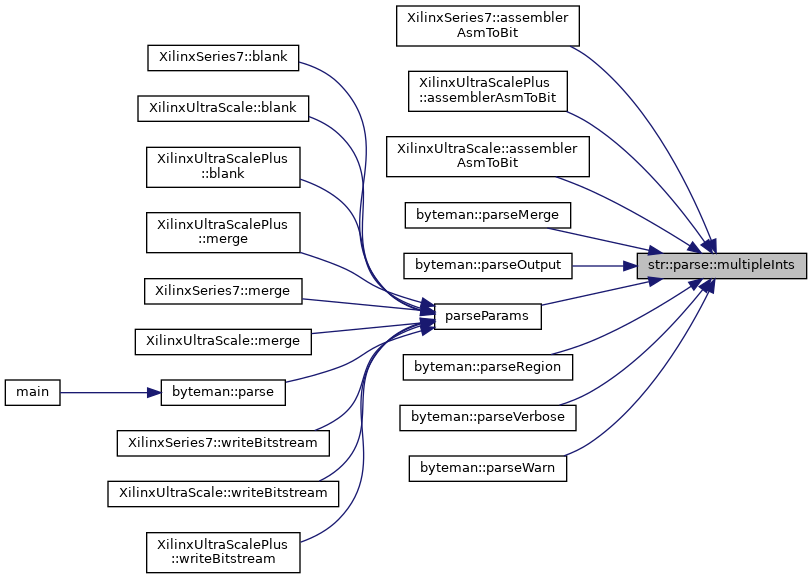 XilinxSeries7::assembler
AsmToBit
XilinxSeries7::blank
XilinxUltraScalePlus
::assemblerAsmToBit
XilinxUltraScale::blank
XilinxUltraScale::assembler
AsmToBit
XilinxUltraScalePlus
::blank
byteman::parseMerge
XilinxUltraScalePlus
::merge
byteman::parseOutput
str::parse::multipleInts
XilinxSeries7::merge
parseParams
XilinxUltraScale::merge
byteman::parseRegion
main
byteman::parse
byteman::parseVerbose
XilinxSeries7::writeBitstream
byteman::parseWarn
XilinxUltraScale::writeBitstream
XilinxUltraScalePlus
::writeBitstream